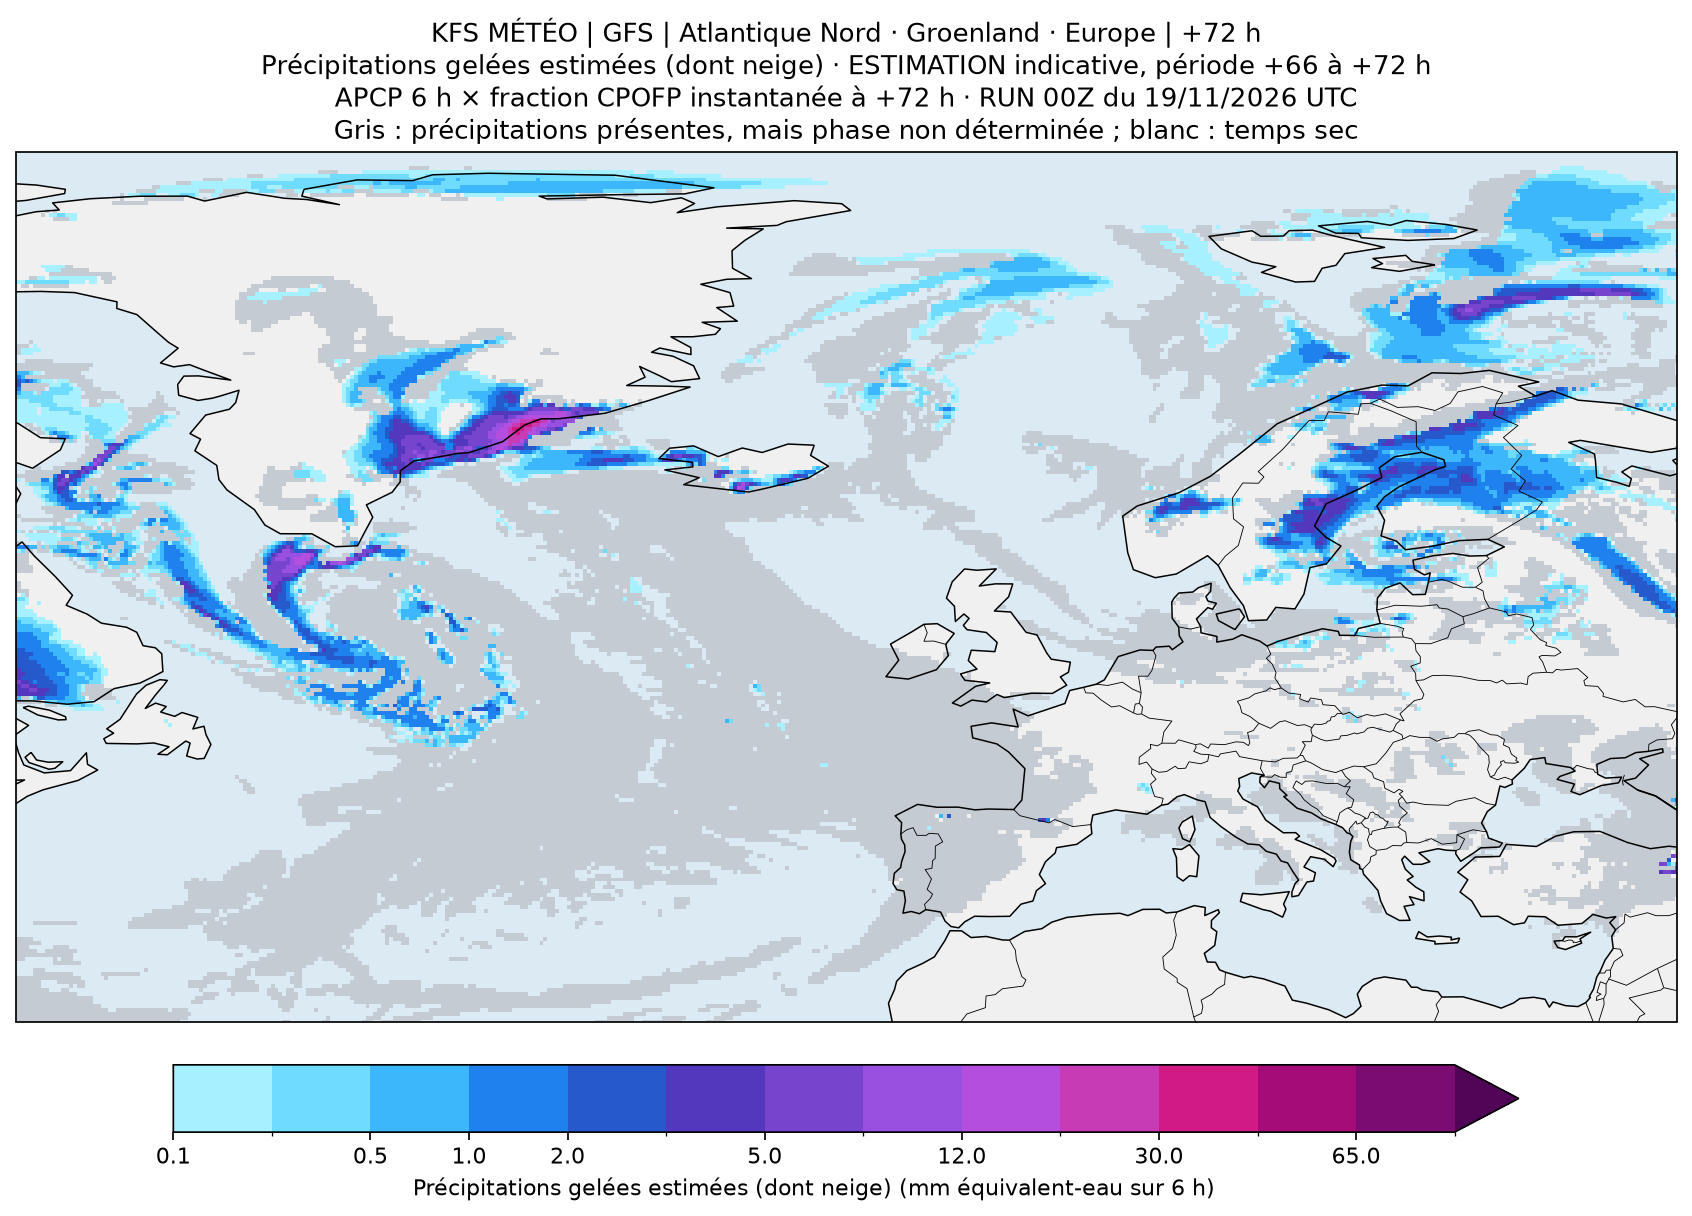 KFS MÉTÉO | GFS | Atlantique Nord · Groenland · Europe | +72 h
Précipitations gelées estimées (dont neige) · ESTIMATION indicative, période +66 à +72 h
APCP 6 h × fraction CPOFP instantanée à +72 h · RUN 00Z du 19/11/2026 UTC
Gris : précipitations présentes, mais phase non déterminée ; blanc : temps sec
0.1 0.5 1.0 2.0 5.0 12.0 30.0 65.0
Précipitations gelées estimées (dont neige) (mm équivalent-eau sur 6 h)